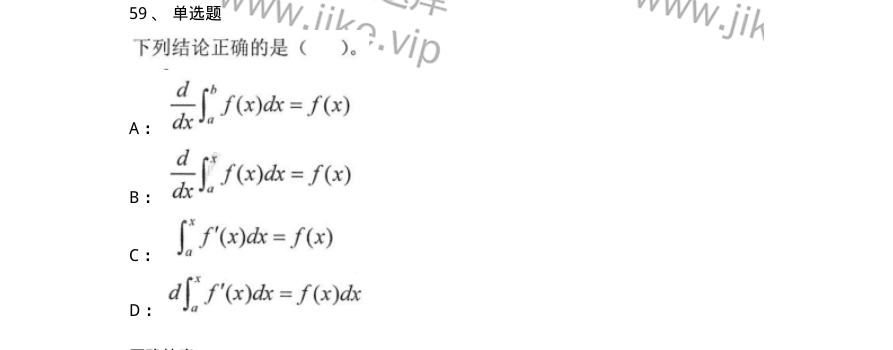 59 、 单选题
www.jike.vip
www.jik
下列结论正确的是（ ）。
A： d/dx ∫_a^b f(x)dx = f(x)
B： d/dx ∫_a^x f(x)dx = f(x)
C： ∫_a^x f'(x)dx = f(x)
D： d∫_a^x f'(x)dx = f(x)dx